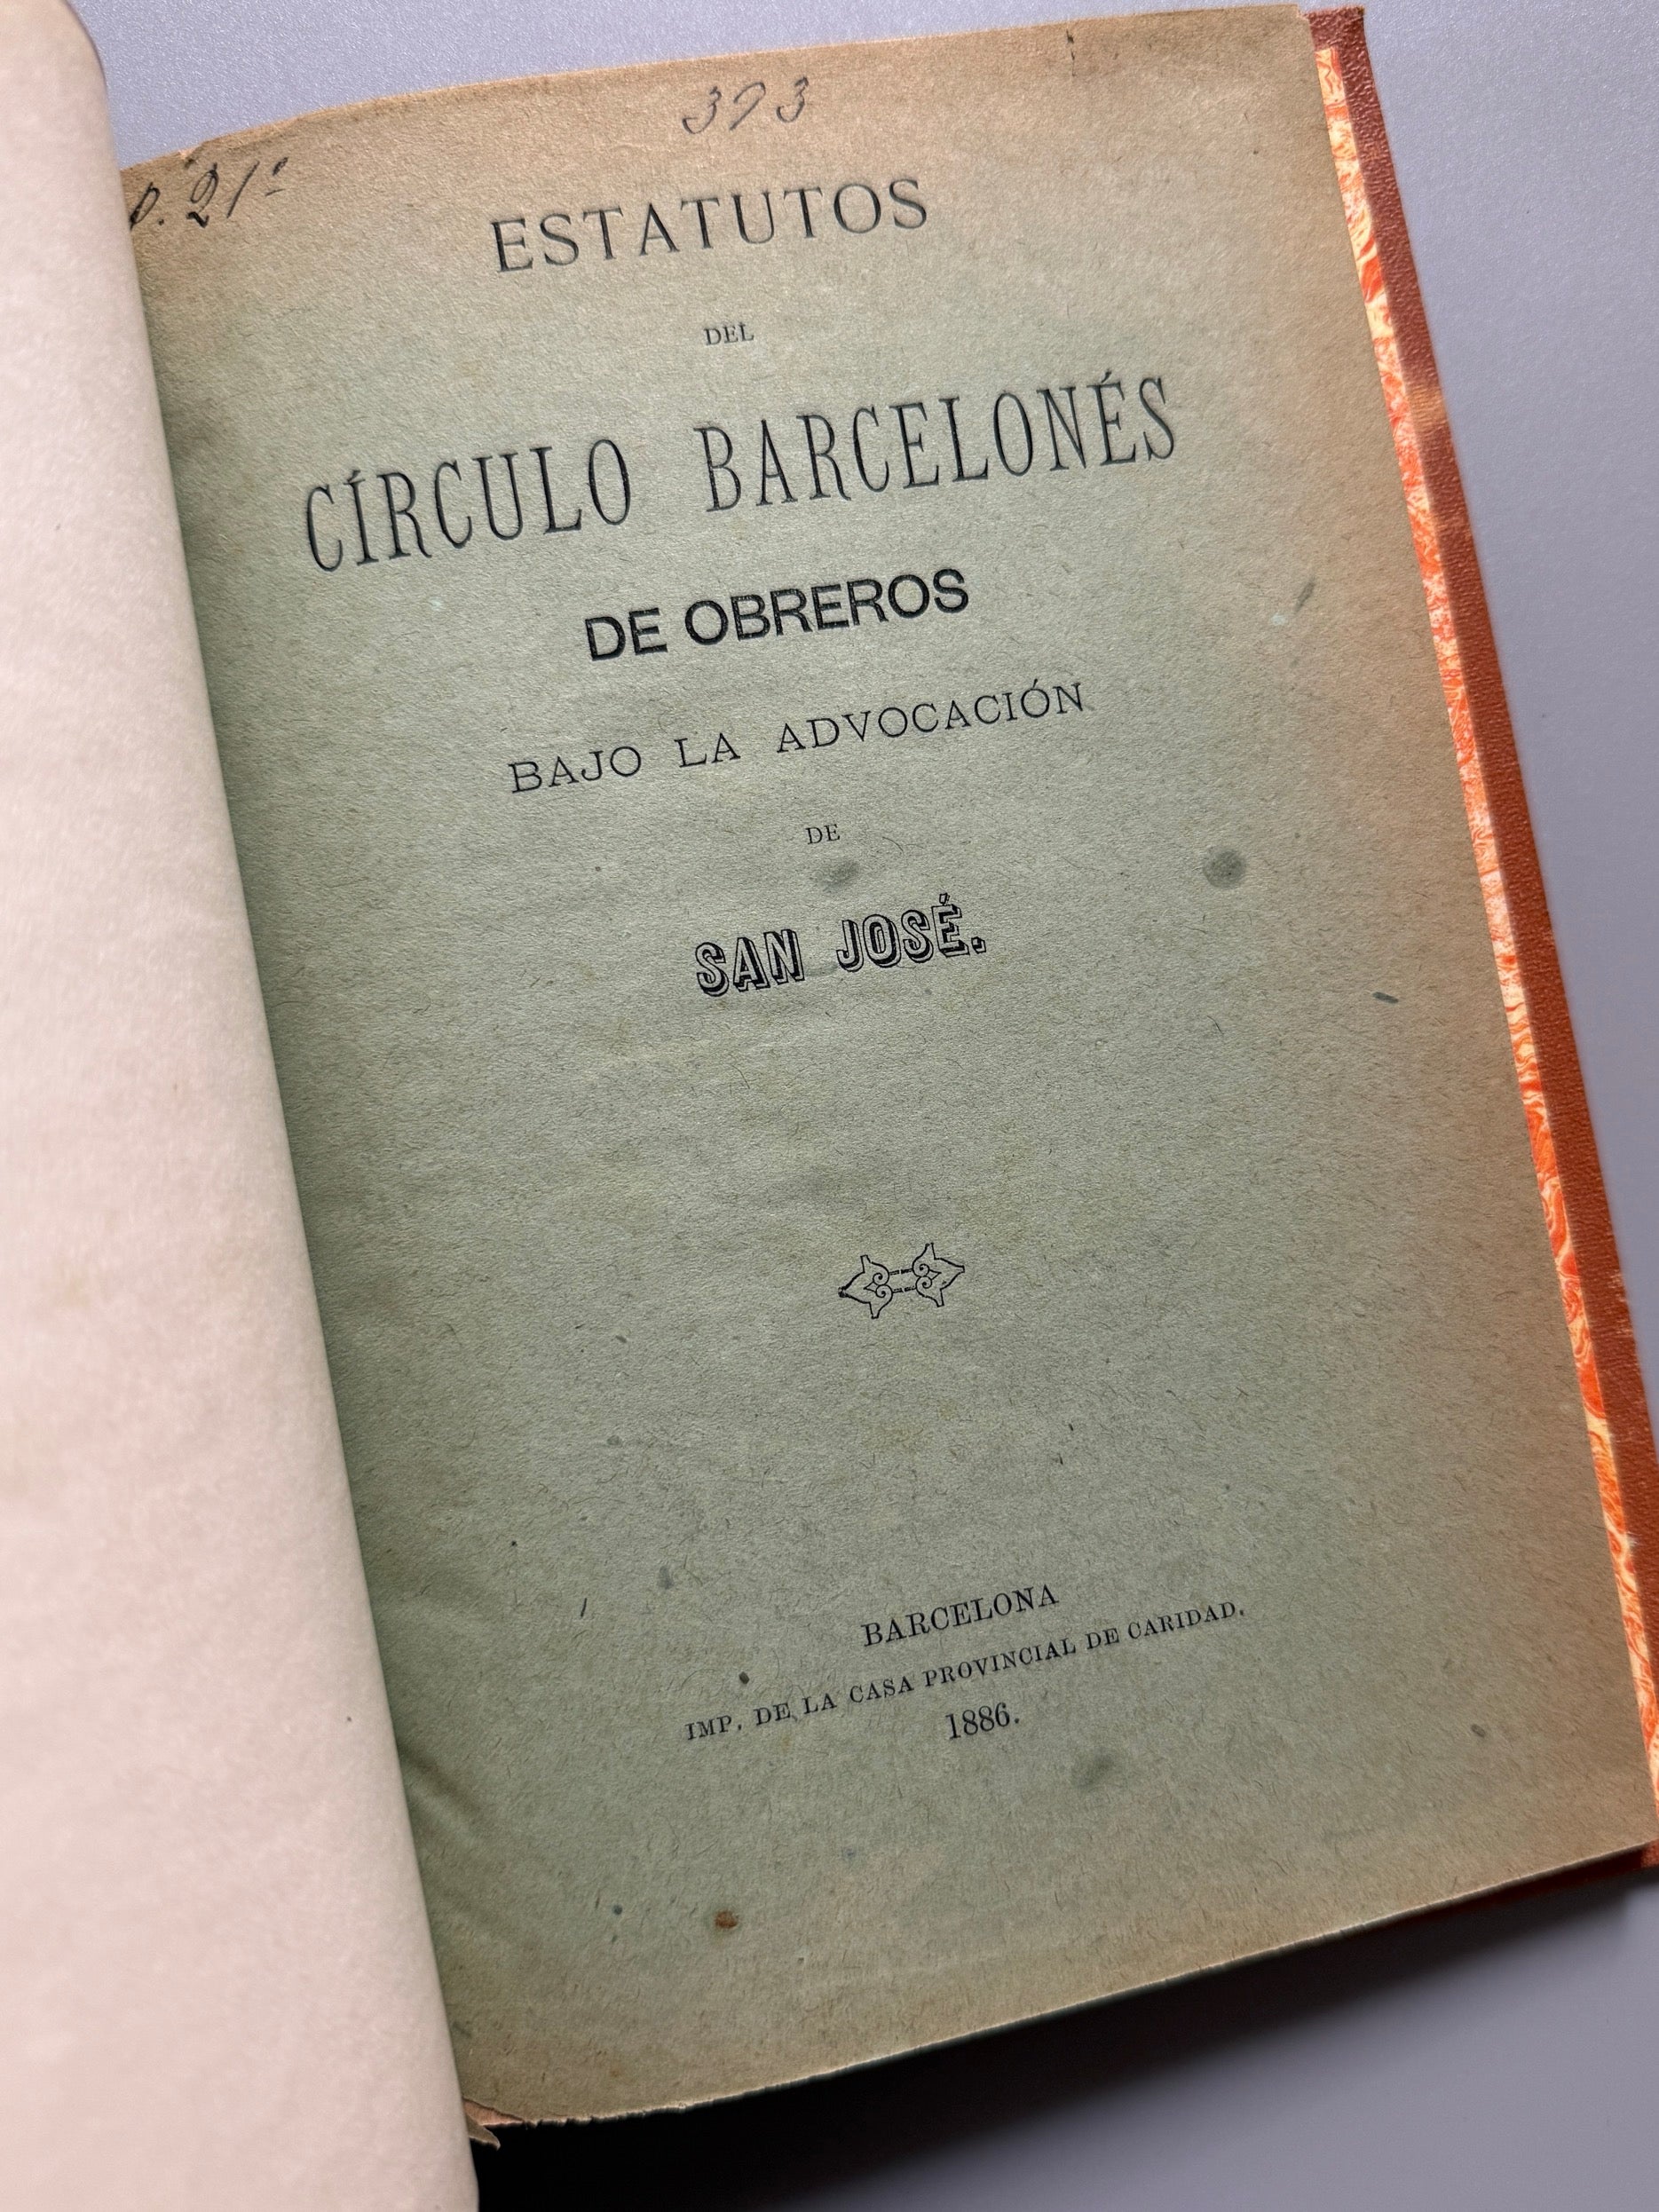 393
p. 21º
ESTATUTOS
DEL
CÍRCULO BARCELONÉS
DE OBREROS
BAJO LA ADVOCACIÓN
DE
SAN JOSÉ.
BARCELONA
IMP. DE LA CASA PROVINCIAL DE CARIDAD.
1886.